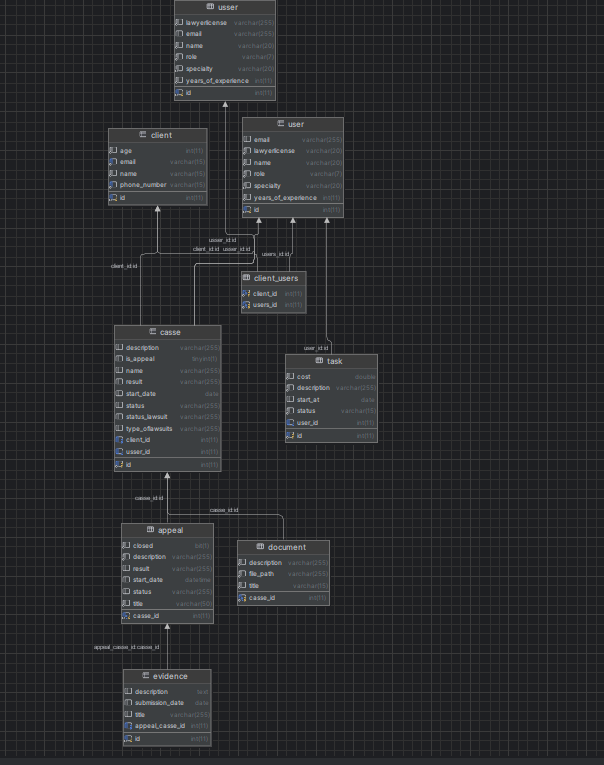 usser
lawyerlicense varchar(255)
email varchar(255)
name varchar(20)
role varchar(7)
specialty varchar(20)
years_of_experience int(11)
id int(11)
client
age int(11)
email varchar(15)
name varchar(15)
phone_number varchar(15)
id int(11)
user
email varchar(255)
lawyerlicense varchar(20)
name varchar(20)
role varchar(7)
specialty varchar(20)
years_of_experience int(11)
id int(11)
usser_id:id
client_id:id usser_id:id
users_id:id
client_id:id
client_users
client_id int(11)
users_id int(11)
casse
description varchar(255)
is_appeal tinyint(1)
name varchar(255)
result varchar(255)
start_date date
status varchar(255)
status_lawsuit varchar(255)
type_oflawsuits varchar(255)
client_id int(11)
usser_id int(11)
id int(11)
user_id:id
task
cost double
description varchar(255)
start_at date
status varchar(15)
user_id int(11)
id int(11)
casse_id:id
casse_id:id
appeal
closed bit(1)
description varchar(255)
result varchar(255)
start_date datetime
status varchar(255)
title varchar(50)
casse_id int(11)
document
description varchar(255)
file_path varchar(255)
title varchar(15)
casse_id int(11)
appeal_casse_id:casse_id
evidence
description text
submission_date date
title varchar(255)
appeal_casse_id int(11)
id int(11)